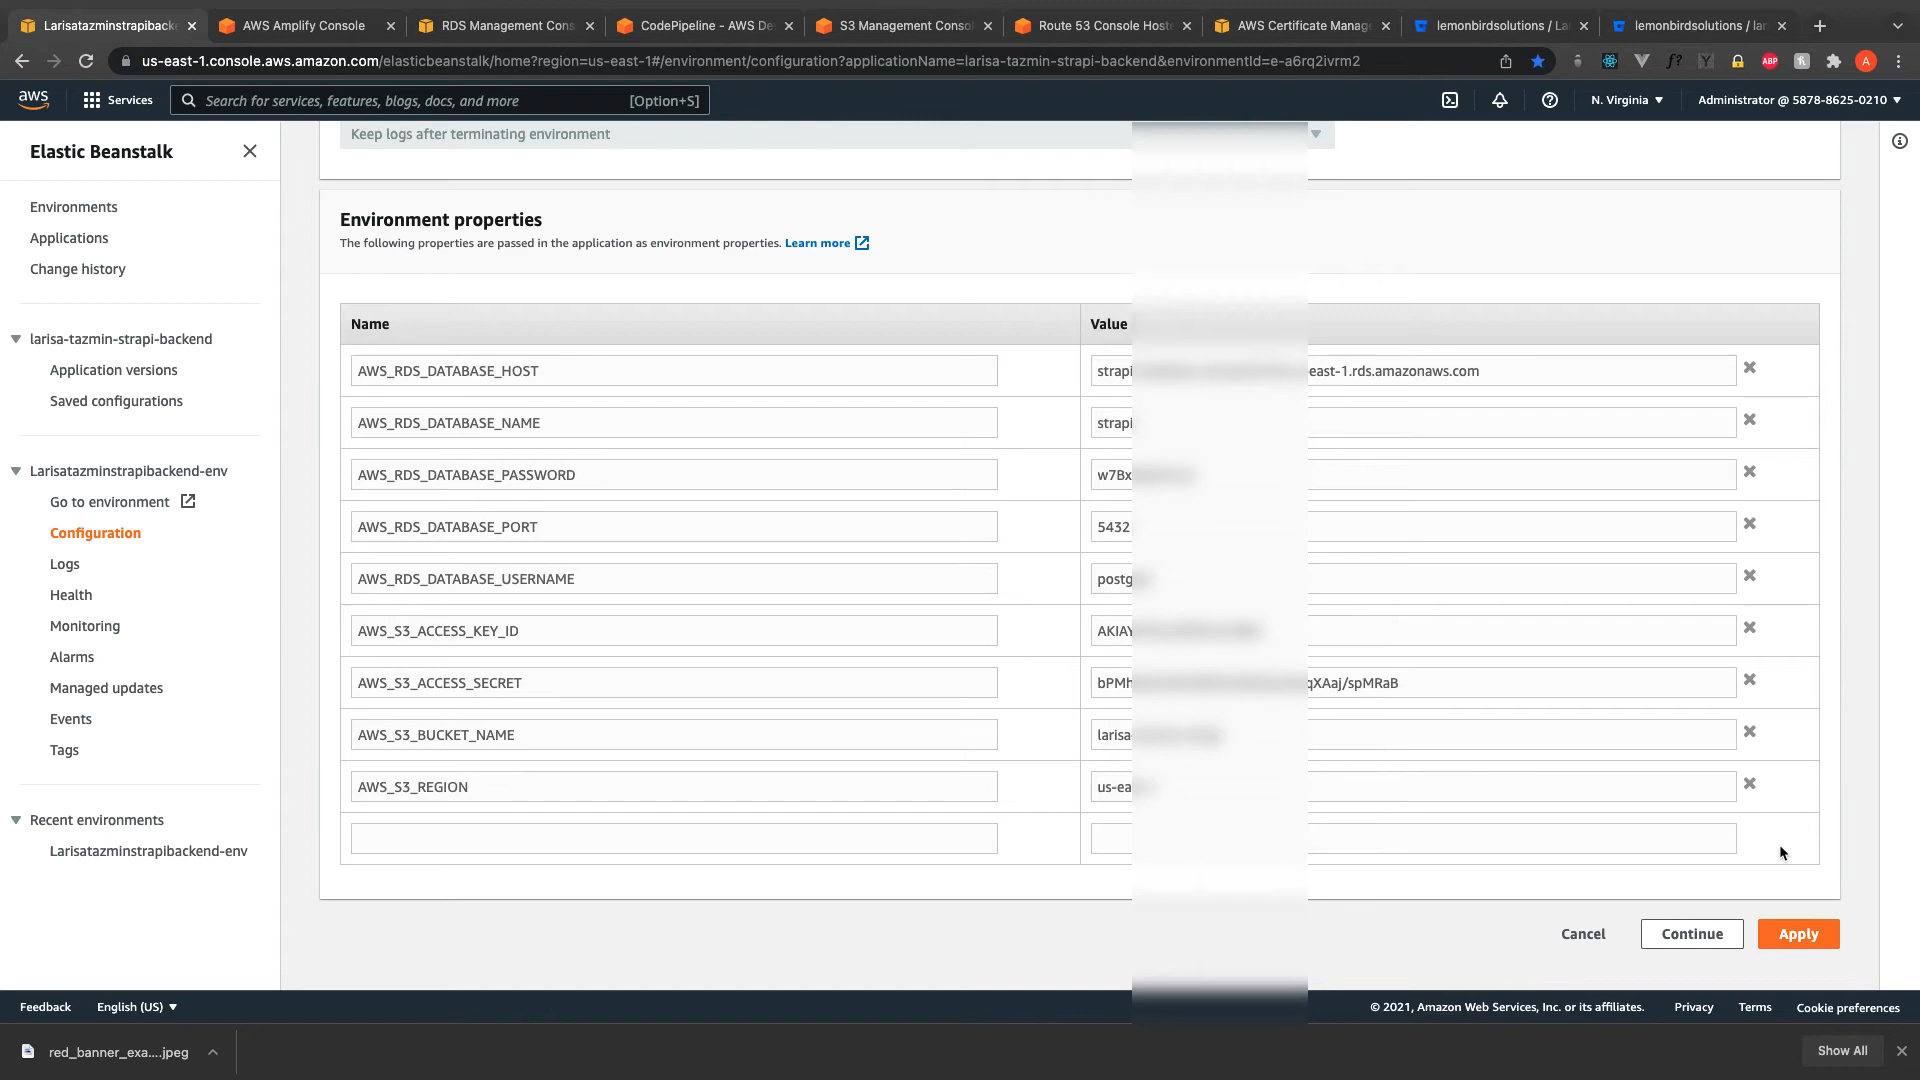 Larisatazminstrapibacke
AWS Amplify Console
RDS Management Cons
CodePipeline - AWS De
S3 Management Conso
Route 53 Console Hoste
AWS Certificate Manag
lemonbirdsolutions / La
lemonbirdsolutions / lar
us-east-1.console.aws.amazon.com/elasticbeanstalk/home?region=us-east-1#/environment/configuration?applicationName=larisa-tazmin-strapi-backend&environmentId=e-a6rq2ivrm2
ABP
A
aws
Services
Search for services, features, blogs, docs, and more
[Option+S]
N. Virginia
Administrator @ 5878-8625-0210
Elastic Beanstalk
Environments
Applications
Change history
larisa-tazmin-strapi-backend
Application versions
Saved configurations
Larisatazminstrapibackend-env
Go to environment
Configuration
Logs
Health
Monitoring
Alarms
Managed updates
Events
Tags
Recent environments
Larisatazminstrapibackend-env
Keep logs after terminating environment
Environment properties
The following properties are passed in the application as environment properties. Learn more
Name
Value
AWS_RDS_DATABASE_HOST
strapi
-east-1.rds.amazonaws.com
AWS_RDS_DATABASE_NAME
strapi
AWS_RDS_DATABASE_PASSWORD
w7Bx
AWS_RDS_DATABASE_PORT
5432
AWS_RDS_DATABASE_USERNAME
postg
AWS_S3_ACCESS_KEY_ID
AKIAY
AWS_S3_ACCESS_SECRET
bPMh
qXAaj/spMRaB
AWS_S3_BUCKET_NAME
larisa
AWS_S3_REGION
us-ea
Cancel
Continue
Apply
Feedback
English (US)
© 2021, Amazon Web Services, Inc. or its affiliates.
Privacy
Terms
Cookie preferences
red_banner_exa....jpeg
Show All